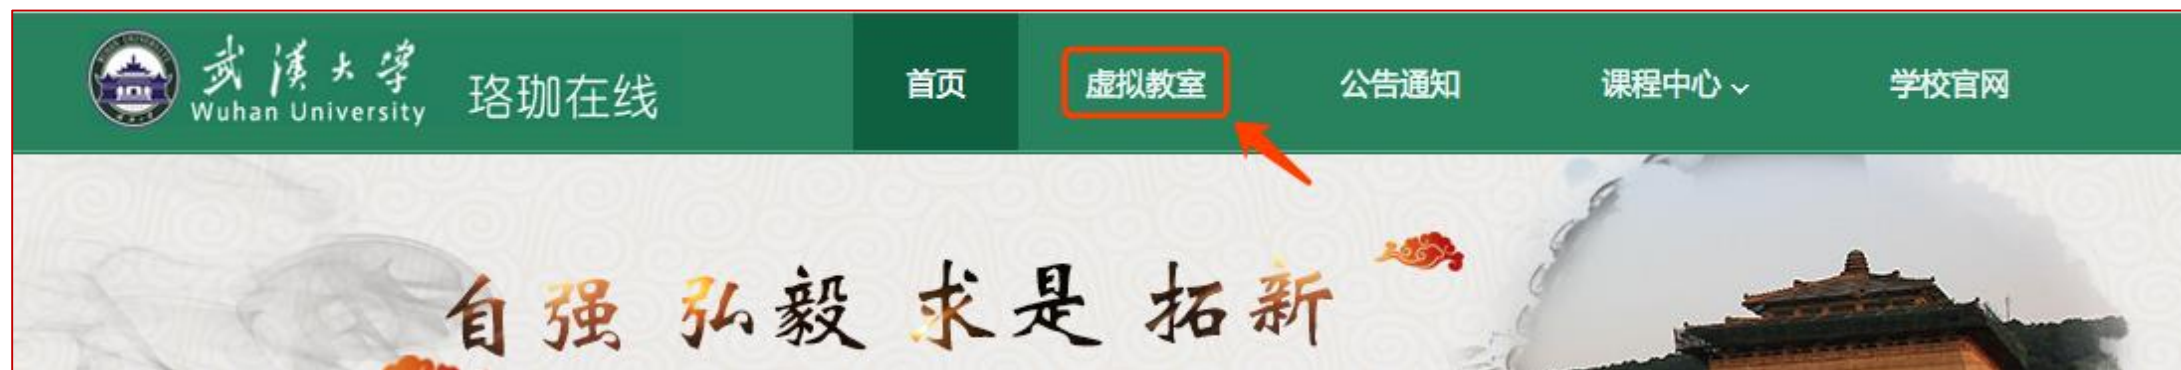 武漢大學
Wuhan University
珞珈在线
首页 虚拟教室 公告通知 课程中心 学校官网
自强 弘毅 求是 拓新